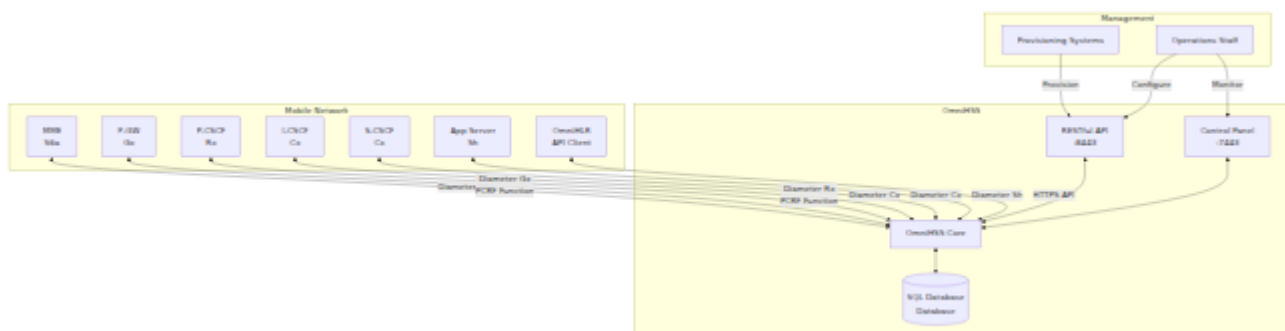 Management
Provisioning Systems
Operations Staff
Provision
Configure
Monitor
Mobile Network
OmniHSS
MME
S6a
P-GW
Gx
P-CSCF
Rx
I-CSCF
Cx
S-CSCF
Cx
App Server
Sh
OmniHLR
API Client
RESTful API
:8443
Control Panel
:7443
Diameter Gx
PCRF Function
Diameter
Diameter Rx
PCRF Function
Diameter Cx
Diameter Cx
Diameter Sh
HTTPS API
OmniHSS Core
SQL Database
Database